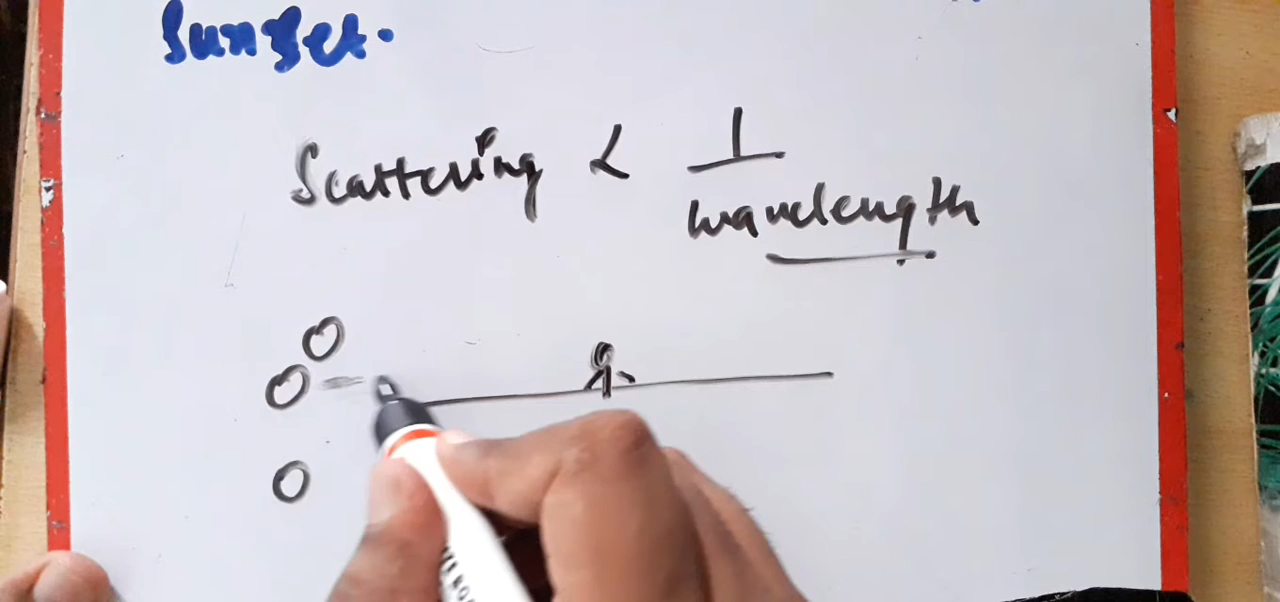 Sunset.
Scattering ∝ 1
wavelength